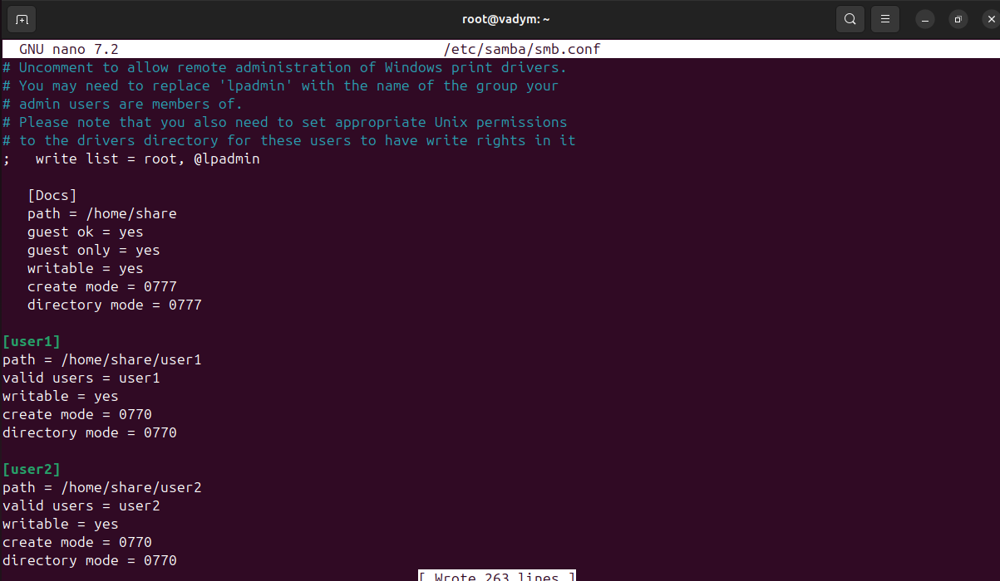 root@vadym: ~
GNU nano 7.2 /etc/samba/smb.conf
# Uncomment to allow remote administration of Windows print drivers.
# You may need to replace 'lpadmin' with the name of the group your
# admin users are members of.
# Please note that you also need to set appropriate Unix permissions
# to the drivers directory for these users to have write rights in it
;   write list = root, @lpadmin

   [Docs]
   path = /home/share
   guest ok = yes
   guest only = yes
   writable = yes
   create mode = 0777
   directory mode = 0777

[user1]
path = /home/share/user1
valid users = user1
writable = yes
create mode = 0770
directory mode = 0770

[user2]
path = /home/share/user2
valid users = user2
writable = yes
create mode = 0770
directory mode = 0770
[ Wrote 263 lines ]